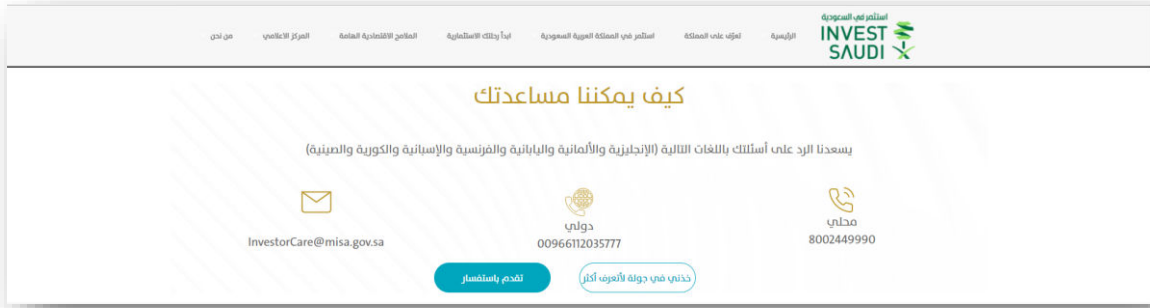 استثمر في السعودية
INVEST
SAUDI
الرئيسية
تعرّف على المملكة
استثمر في المملكة العربية السعودية
ابدأ رحلتك الاستثمارية
الملامح الاقتصادية الهامة
المركز الاعلامي
من نحن
كيف يمكننا مساعدتك
يسعدنا الرد على أسئلتك باللغات التالية (الإنجليزية والألمانية واليابانية والفرنسية والإسبانية والكورية والصينية)
محلي
8002449990
دولي
00966112035777
InvestorCare@misa.gov.sa
خذني في جولة لأتعرف أكثر
تقدم باستفسار